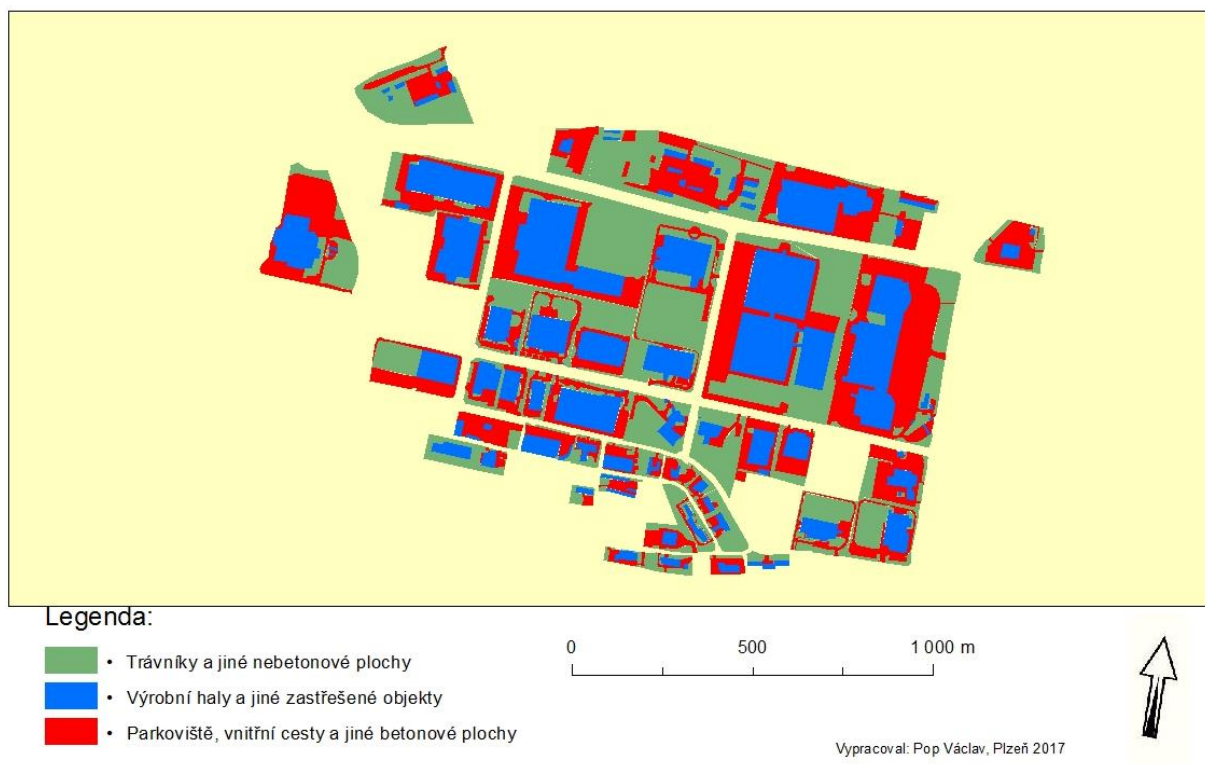 Legenda:
• Trávníky a jiné nebetonové plochy
• Výrobní haly a jiné zastřešené objekty
• Parkoviště, vnitřní cesty a jiné betonové plochy
0 500 1 000 m
Vypracoval: Pop Václav, Plzeň 2017